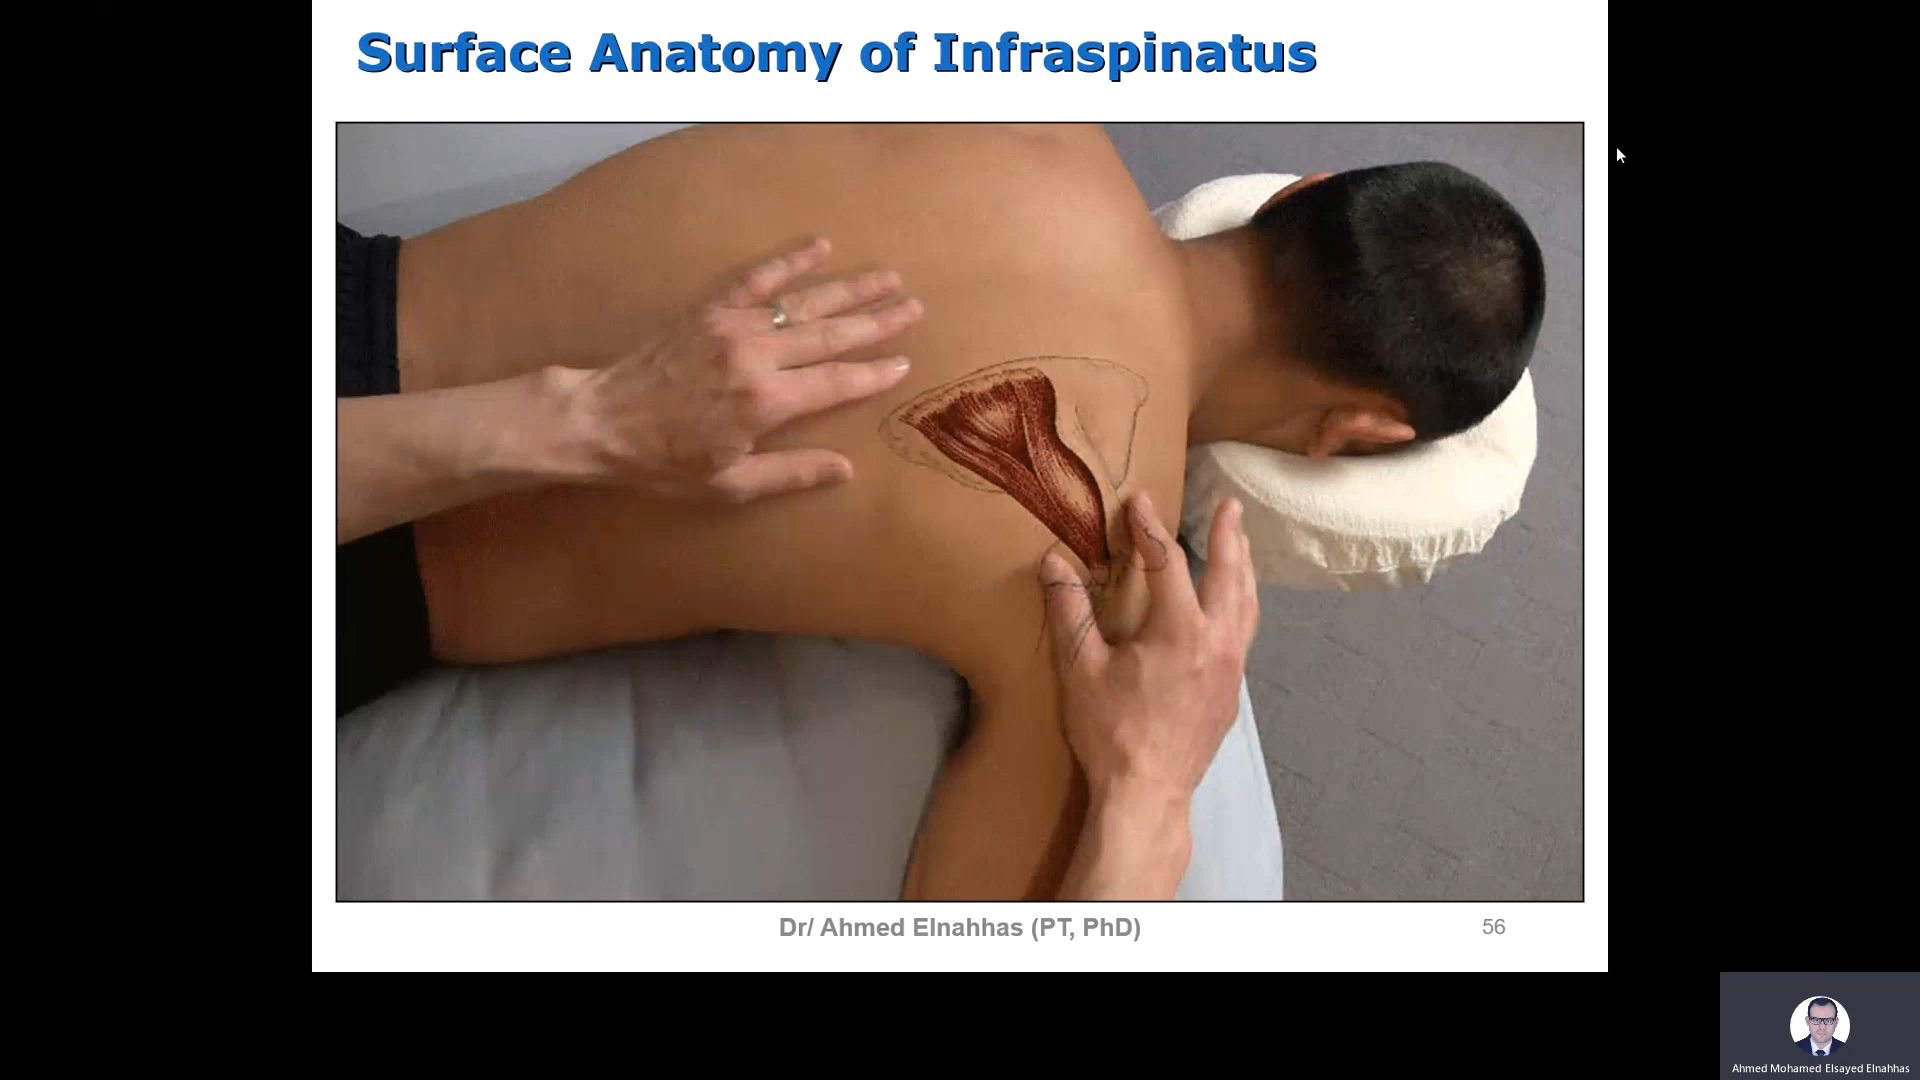 Surface Anatomy of Infraspinatus
Dr/ Ahmed Elnahhas (PT, PhD)
56
Ahmed Mohamed Elsayed Elnahhas